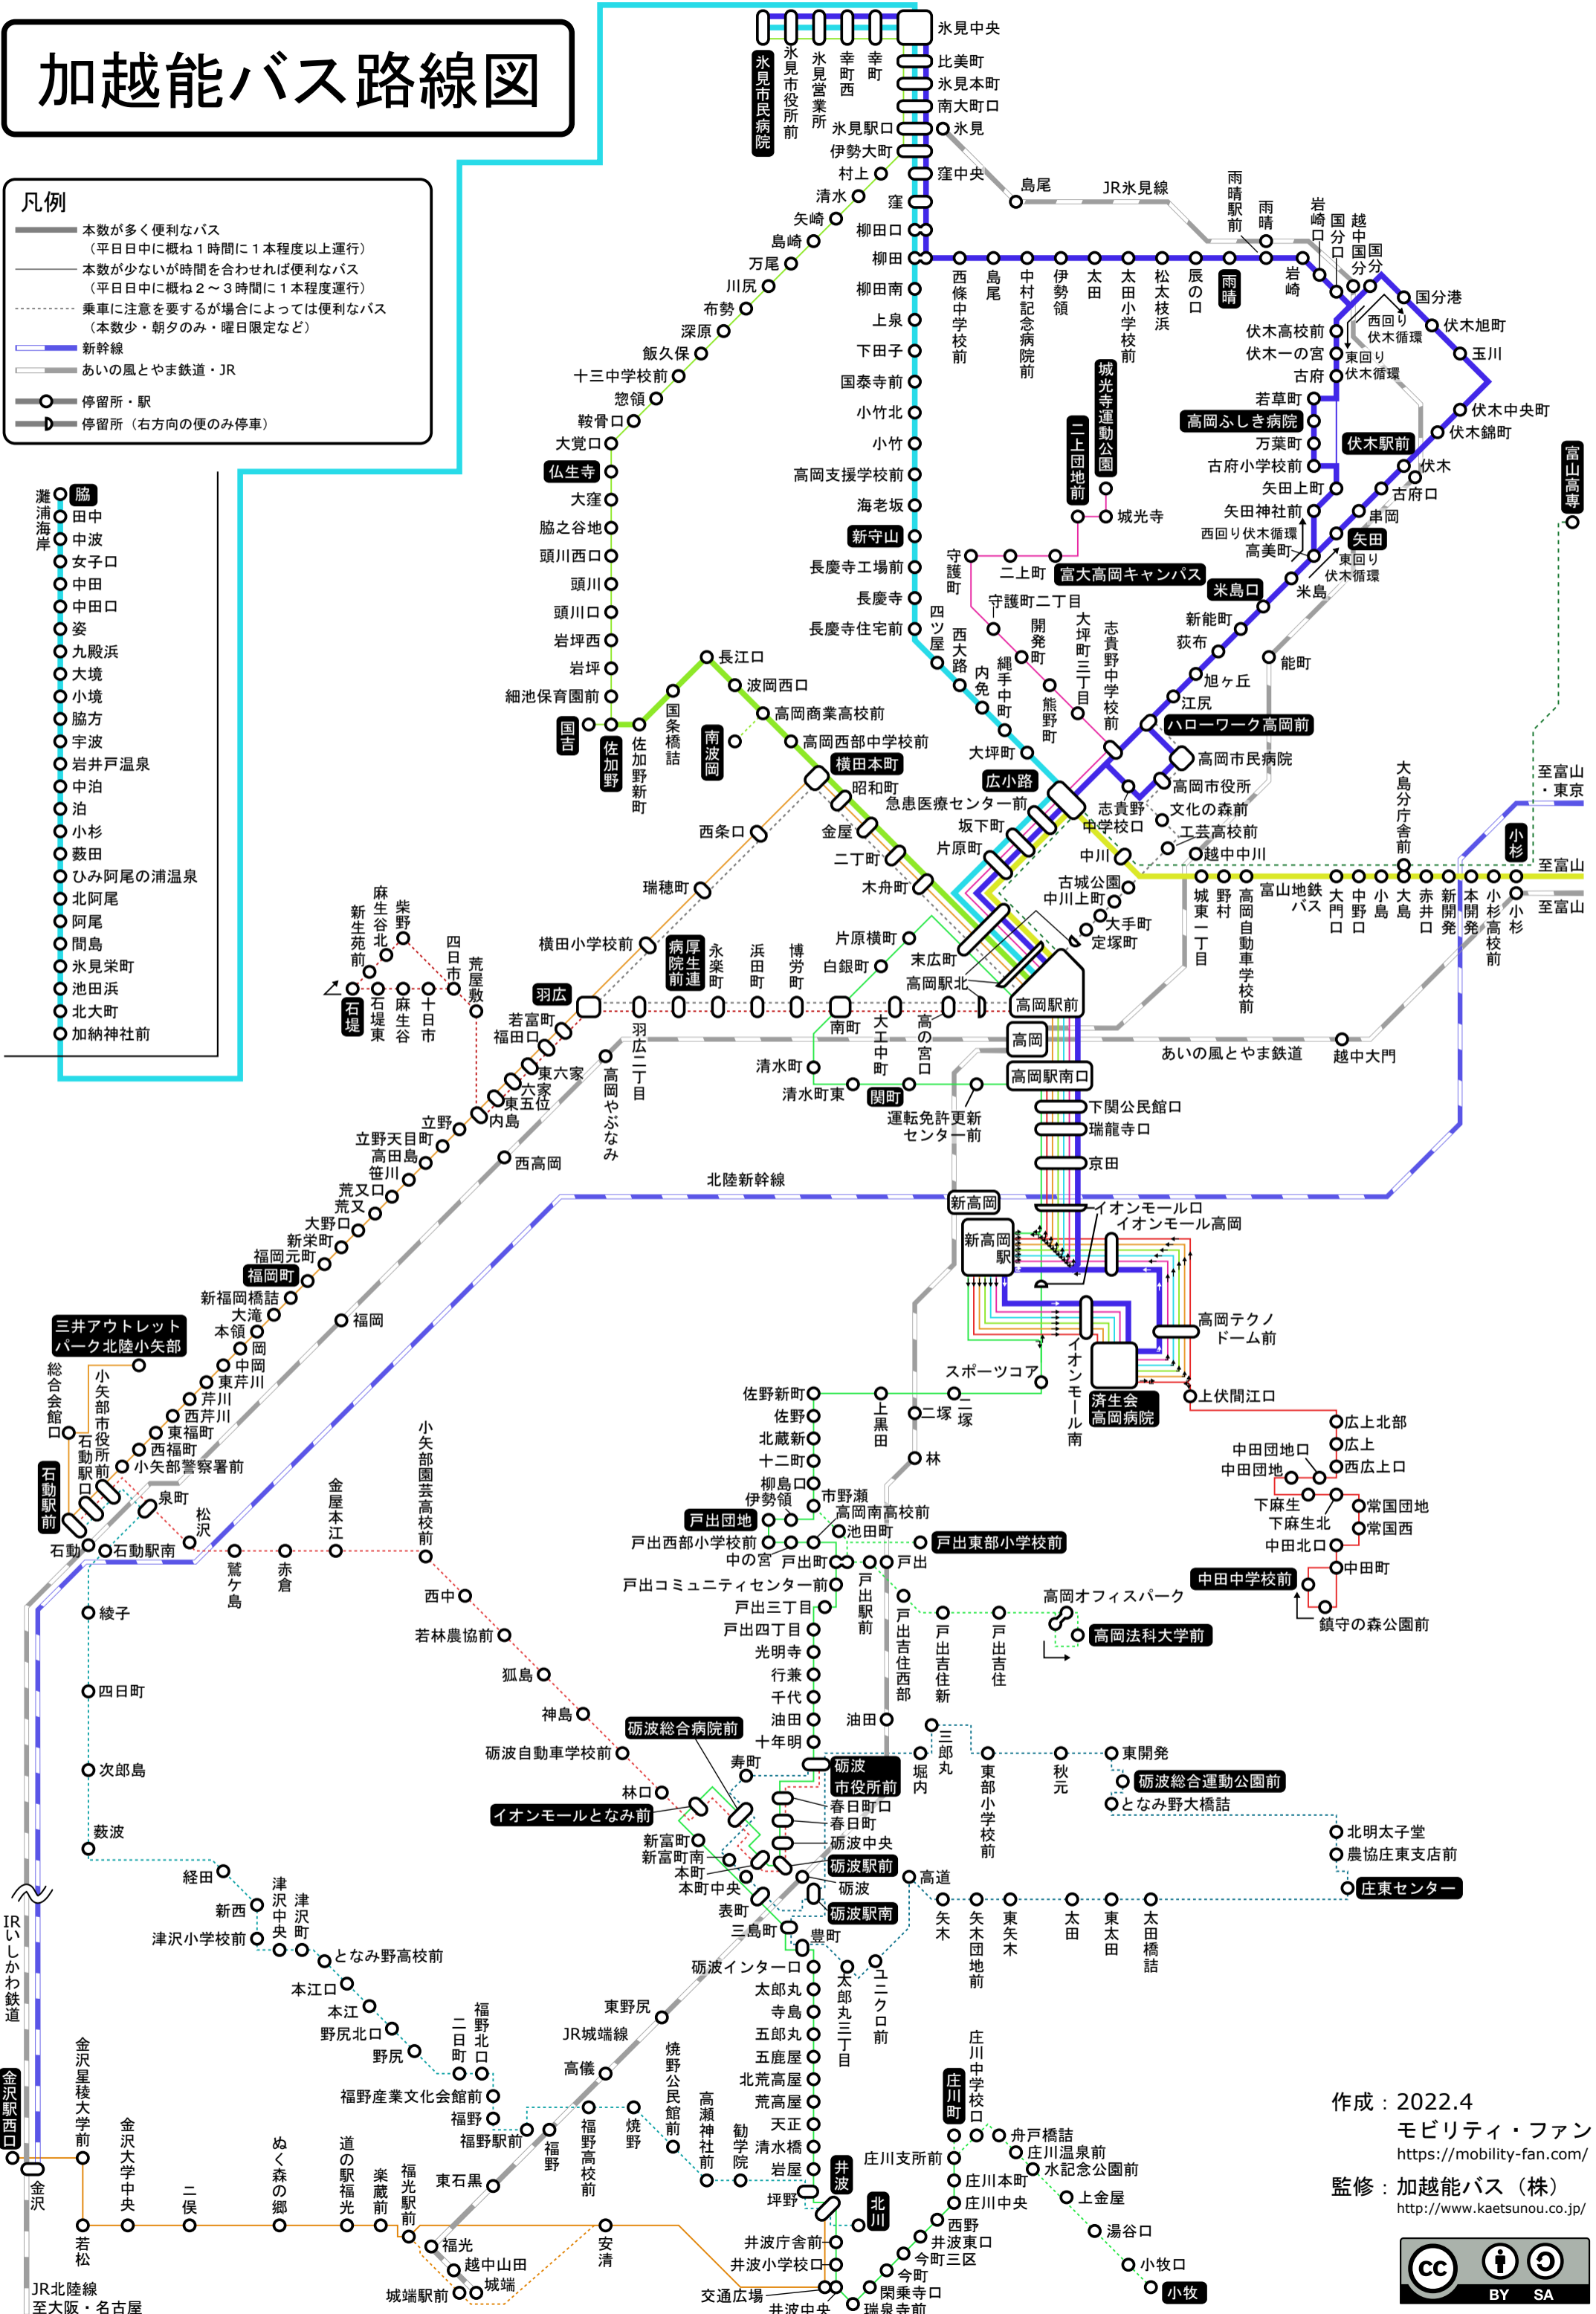 加越能バス路線図
凡例
本数が多く便利なバス
（平日日中に概ね１時間に１本程度以上運行）
本数が少ないが時間を合わせれば便利なバス
（平日日中に概ね２～３時間に１本程度運行）
乗車に注意を要するが場合によっては便利なバス
（本数少・朝夕のみ・曜日限定など）
新幹線
あいの風とやま鉄道・JR
停留所・駅
停留所（右方向の便のみ停車）
氷見市民病院
氷見市役所前
氷見営業所
幸町西
幸町
氷見中央
比美町
氷見本町
南大町口
氷見駅口
氷見
伊勢大町
村上
窪中央
清水
窪
矢崎
柳田口
島崎
柳田
万尾
川尻
布勢
深原
飯久保
十三中学校前
惣領
鞍骨口
大覚口
仏生寺
大窪
脇之谷地
頭川西口
頭川
頭川口
岩坪西
岩坪
細池保育園前
国吉
佐加野
佐加野新町
国条橋詰
長江口
波岡西口
高岡商業高校前
南波岡
高岡西部中学校前
横田本町
昭和町
金屋
二丁町
木舟町
柳田南
上泉
下田子
国泰寺前
小竹北
小竹
高岡支援学校前
海老坂
新守山
長慶寺工場前
長慶寺
長慶寺住宅前
四ツ屋
西大路
内免
縄手中町
大坪町
広小路
急患医療センター前
坂下町
片原町
末広町
高岡駅北
高岡駅前
島尾
JR氷見線
雨晴駅前
雨晴
岩崎口
国分口
越中国分
国分
西條中学校前
島尾
中村記念病院前
伊勢領
太田
太田小学校前
松太枝浜
辰の口
雨晴
岩崎
国分港
西回り
伏木循環
伏木旭町
伏木高校前
伏木一の宮
東回り
伏木循環
玉川
古府
若草町
高岡ふしき病院
万葉町
古府小学校前
矢田上町
伏木中央町
伏木錦町
伏木駅前
伏木
古府口
矢田神社前
串岡
西回り伏木循環
矢田
高美町
東回り
伏木循環
米島口
米島
新能町
荻布
旭ヶ丘
能町
江尻
ハローワーク高岡前
高岡市民病院
高岡市役所
志貴野
中学校口
文化の森前
工芸高校前
越中中川
中川
古城公園
中川上町
大手町
定塚町
城光寺運動公園
二上団地前
城光寺
守護町
二上町
富大高岡キャンパス
守護町二丁目
開発町
大坪町三丁目
志貴野中学校前
熊野町
富山高専
至富山
・東京
大島分庁舎前
小杉
至富山
至富山
城東一丁目
野村
高岡自動車学校前
富山地鉄
バス
大門口
中野口
小島
大島
赤井口
新開発
本開発
小杉高校前
小杉
あいの風とやま鉄道
越中大門
灘浦海岸
脇
田中
中波
女子口
中田
中田口
姿
九殿浜
大境
小境
脇方
宇波
岩井戸温泉
中泊
泊
小杉
薮田
ひみ阿尾の浦温泉
北阿尾
阿尾
間島
氷見栄町
池田浜
北大町
加納神社前
西条口
瑞穂町
横田小学校前
羽広
厚生連
病院前
永楽町
浜田町
博労町
片原横町
白銀町
南町
大工中町
高の宮口
羽広二丁目
清水町
清水町東
関町
運転免許更新
センター前
高岡
高岡駅南口
新生苑前
麻生谷北
柴野
四日市
荒屋敷
石堤
石堤東
麻生谷
十日市
若富町
福田口
東六家
六家
東五位
内島
高岡やぶなみ
立野
立野天目町
高田島
笹川
荒又口
荒又
大野口
新栄町
福岡元町
福岡町
新福岡橋詰
大滝
本領
岡
中岡
東芹川
芹川
西芹川
東福町
西福町
小矢部警察署前
西高岡
福岡
北陸新幹線
下関公民館口
瑞龍寺口
京田
新高岡
イオンモール口
イオンモール高岡
新高岡
駅
高岡テクノ
ドーム前
イオンモール南
済生会
高岡病院
上伏間江口
スポーツコア
三井アウトレット
パーク北陸小矢部
総合会館口
小矢部市役所前
石動駅口
石動駅前
泉町
石動
石動駅南
松沢
鷲ケ島
赤倉
金屋本江
小矢部園芸高校前
西中
若林農協前
狐島
神島
砺波自動車学校前
林口
イオンモールとなみ前
佐野新町
上黒田
二塚
二塚
佐野
北蔵新
十二町
柳島口
林
伊勢領
市野瀬
高岡南高校前
戸出団地
池田町
戸出西部小学校前
戸出東部小学校前
中の宮
戸出町
戸出
戸出コミュニティセンター前
戸出駅前
戸出三丁目
戸出四丁目
戸出吉住西部
戸出吉住新
戸出吉住
高岡オフィスパーク
高岡法科大学前
光明寺
行兼
千代
油田
油田
十年明
広上北部
広上
中田団地口
中田団地
西広上口
下麻生
下麻生北
常国団地
常国西
中田北口
中田町
中田中学校前
鎮守の森公園前
砺波総合病院前
寿町
砺波
市役所前
春日町口
春日町
砺波中央
砺波駅前
砺波
砺波駅南
新富町
新富町南
本町
本町中央
表町
三島町
豊町
堀内
三郎丸
東部小学校前
秋元
東開発
砺波総合運動公園前
となみ野大橋詰
北明太子堂
農協庄東支店前
庄東センター
高道
矢木
矢木団地前
東矢木
太田
東太田
太田橋詰
砺波インター口
太郎丸
太郎丸三丁目
ユニクロ前
寺島
五郎丸
五鹿屋
北荒高屋
荒高屋
天正
清水橋
岩屋
坪野
井波
北川
井波庁舎前
井波小学校口
交通広場
井波中央
瑞泉寺前
閑乗寺口
今町
今町三区
井波東口
西野
庄川中央
庄川本町
庄川支所前
庄川町
庄川中学校口
舟戸橋詰
庄川温泉前
水記念公園前
上金屋
湯谷口
小牧口
小牧
綾子
四日町
次郎島
薮波
経田
新西
津沢小学校前
津沢中央
津沢町
となみ野高校前
本江口
本江
野尻北口
野尻
二日町
福野北口
福野産業文化会館前
福野
福野駅前
福野
福野高校前
焼野
焼野公民館前
高瀬神社前
勧学院
東野尻
JR城端線
高儀
東石黒
IRいしかわ鉄道
金沢駅西口
金沢
金沢星稜大学前
若松
金沢大学中央
二俣
ぬく森の郷
道の駅福光
楽蔵前
福光駅前
福光
越中山田
城端
城端駅前
安清
JR北陸線
至大阪・名古屋
作成：2022.4
モビリティ・ファン
https://mobility-fan.com/
監修：加越能バス（株）
http://www.kaetsunou.co.jp/
cc
BY SA